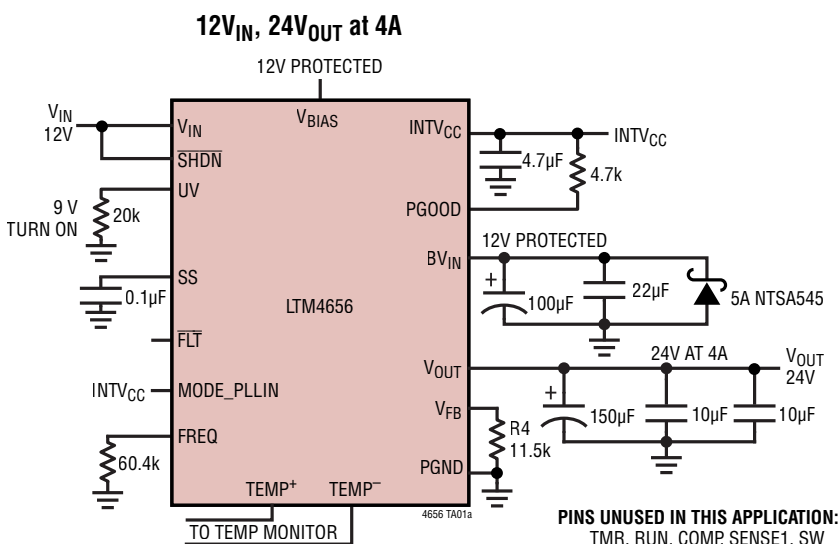 12V_IN, 24V_OUT at 4A
12V PROTECTED
V_IN
12V
V_IN
SHDN
UV
9 V
TURN ON
20k
SS
0.1µF
FLT
INTV_CC
MODE_PLLIN
FREQ
60.4k
V_BIAS
LTM4656
TEMP+
TEMP–
TO TEMP MONITOR
INTV_CC
INTV_CC
4.7µF
4.7k
PGOOD
12V PROTECTED
BV_IN
+
100µF
22µF
5A NTSA545
V_OUT
24V AT 4A
V_OUT
24V
+
150µF
10µF
10µF
V_FB
R4
11.5k
PGND
4656 TA01a
PINS UNUSED IN THIS APPLICATION:
TMR, RUN, COMP, SENSE1, SW